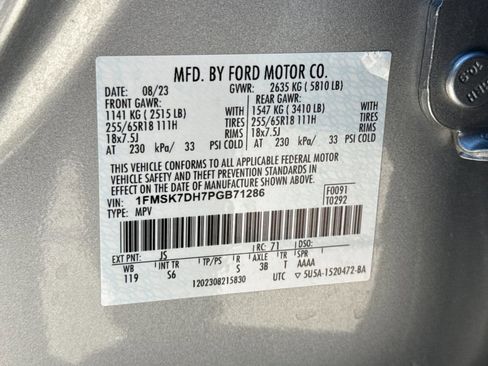 MFD. BY FORD MOTOR CO.
DATE: 08/23 GVWR: 2635 KG ( 5810 LB)
FRONT GAWR: REAR GAWR:
1141 KG ( 2515 LB) WITH 1547 KG ( 3410 LB) WITH
255/65R18 111H TIRES 255/65R18 111H TIRES
18x7.5J RIMS 18x7.5J RIMS
AT 230 kPa/ 33 PSI COLD AT 230 kPa/ 33 PSI COLD
THIS VEHICLE CONFORMS TO ALL APPLICABLE FEDERAL MOTOR
VEHICLE SAFETY AND THEFT PREVENTION STANDARDS IN EFFECT
ON THE DATE OF MANUFACTURE SHOWN ABOVE.
VIN: 1FMSK7DH7PGB71286 F0091
TYPE: MPV T0292
EXT PNT: JS RC: 71 DSO:
WB INT TR TP/PS R AX TR SPR
119 S6 S 3B T AAAA
1202308215830 UTC 5U5A-1520472-BA